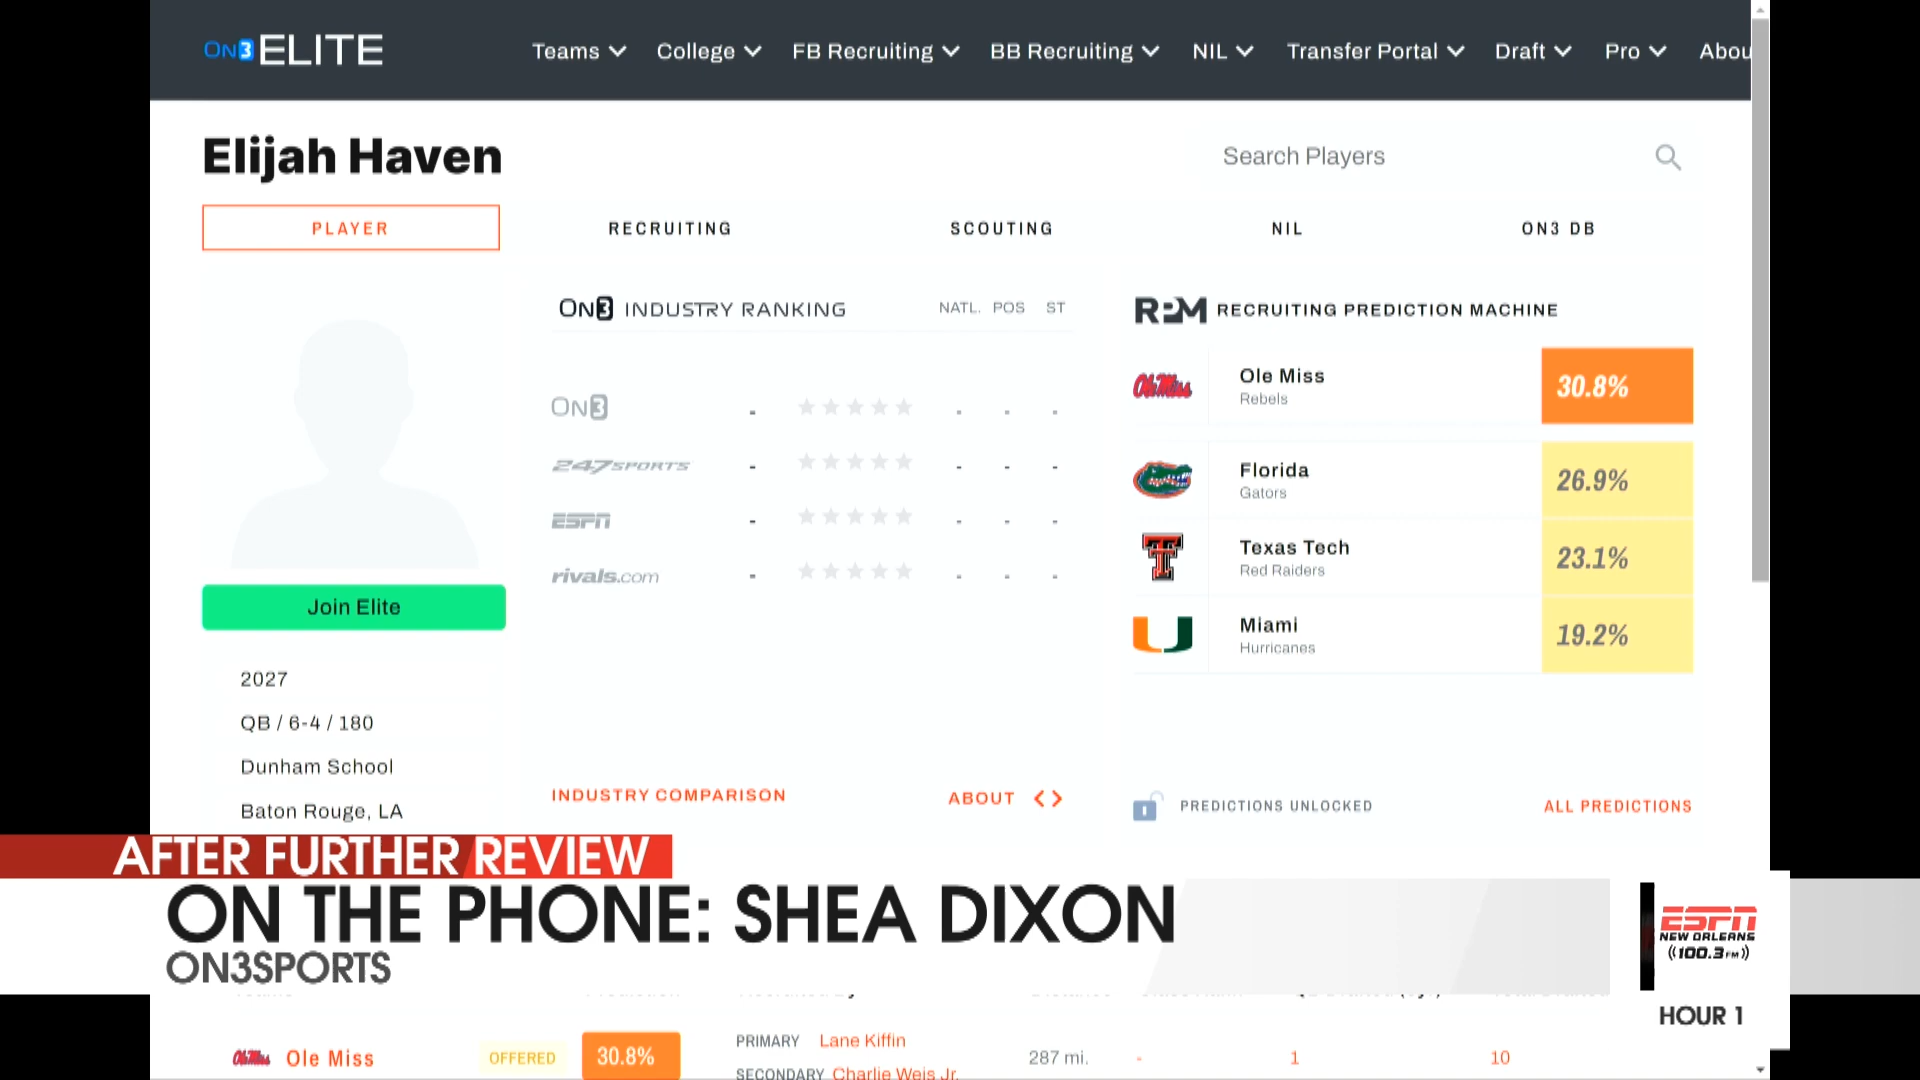 ON3 ELITE
Teams College FB Recruiting BB Recruiting NIL Transfer Portal Draft Pro Abou
Elijah Haven
Search Players
PLAYER RECRUITING SCOUTING NIL ON3 DB
ON3 INDUSTRY RANKING NATL. POS ST
ON3 - - - -
247SPORTS - - - -
ESPN - - - -
rivals.com - - - -
INDUSTRY COMPARISON ABOUT < >
RPM RECRUITING PREDICTION MACHINE
Ole Miss
Ole Miss
Rebels
30.8%
Florida
Gators
26.9%
Texas Tech
Red Raiders
23.1%
Miami
Hurricanes
19.2%
PREDICTIONS UNLOCKED ALL PREDICTIONS
Join Elite
2027
QB / 6-4 / 180
Dunham School
Baton Rouge, LA
AFTER FURTHER REVIEW
ON THE PHONE: SHEA DIXON
ON3SPORTS
ESPN
NEW ORLEANS
100.3 FM
HOUR 1
Ole Miss Ole Miss OFFERED 30.8% PRIMARY Lane Kiffin 287 mi. - 1 10
SECONDARY Charlie Weis Jr.